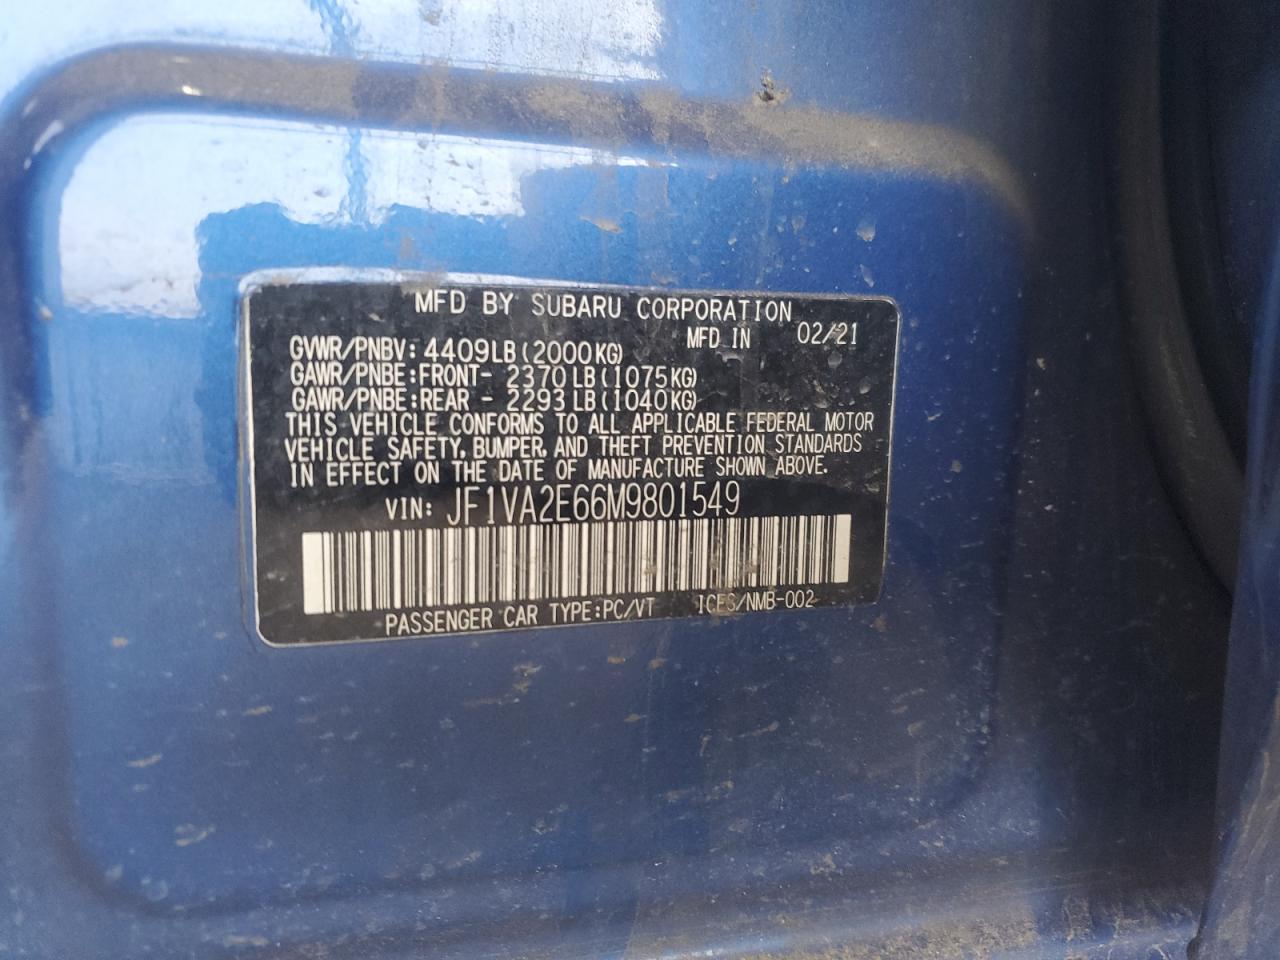 MFD BY SUBARU CORPORATION
MFD IN 02/21
GVWR/PNBV: 4409LB(2000KG)
GAWR/PNBE:FRONT- 2370LB(1075KG)
GAWR/PNBE:REAR - 2293LB(1040KG)
THIS VEHICLE CONFORMS TO ALL APPLICABLE FEDERAL MOTOR
VEHICLE SAFETY, BUMPER, AND THEFT PREVENTION STANDARDS
IN EFFECT ON THE DATE OF MANUFACTURE SHOWN ABOVE.
VIN: JF1VA2E66M9801549
PASSENGER CAR TYPE:PC/VT ICES/NMB-002